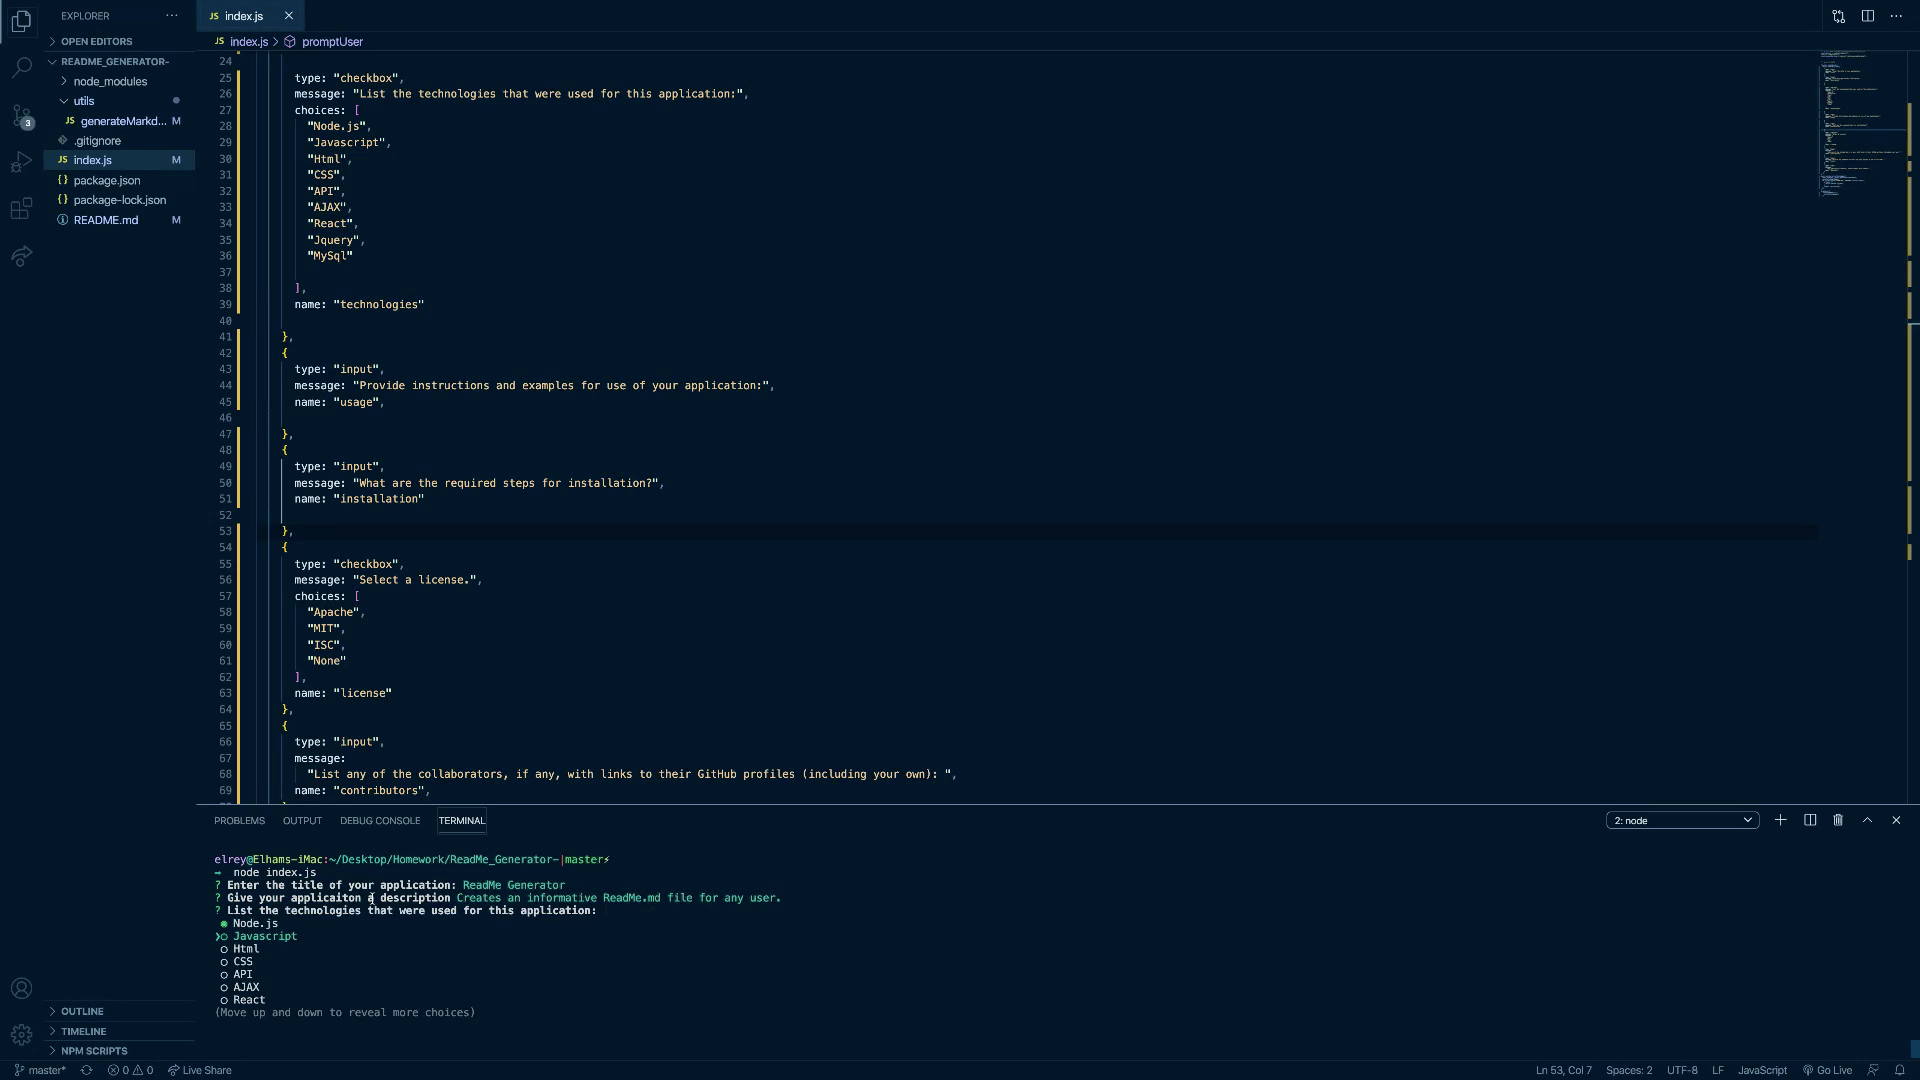 EXPLORER
OPEN EDITORS
README_GENERATOR-
node_modules
utils
JS generateMarkd... M
.gitignore
JS index.js M
{} package.json
{} package-lock.json
README.md M
3
OUTLINE
TIMELINE
NPM SCRIPTS
JS index.js
JS index.js > promptUser
24
25 type: "checkbox",
26 message: "List the technologies that were used for this application:",
27 choices: [
28 "Node.js",
29 "Javascript",
30 "Html",
31 "CSS",
32 "API",
33 "AJAX",
34 "React",
35 "Jquery",
36 "MySql"
37
38 ],
39 name: "technologies"
40
41 },
42 {
43 type: "input",
44 message: "Provide instructions and examples for use of your application:",
45 name: "usage",
46
47 },
48 {
49 type: "input",
50 message: "What are the required steps for installation?",
51 name: "installation"
52
53 },
54 {
55 type: "checkbox",
56 message: "Select a license.",
57 choices: [
58 "Apache",
59 "MIT",
60 "ISC",
61 "None"
62 ],
63 name: "license"
64 },
65 {
66 type: "input",
67 message:
68 "List any of the collaborators, if any, with links to their GitHub profiles (including your own): ",
69 name: "contributors",
PROBLEMS OUTPUT DEBUG CONSOLE TERMINAL 2: node
elrey@Elhams-iMac:~/Desktop/Homework/ReadMe_Generator-|master⚡
→ node index.js
? Enter the title of your application: ReadMe Generator
? Give your applicaiton a description Creates an informative ReadMe.md file for any user.
? List the technologies that were used for this application:
◉ Node.js
❯◯ Javascript
◯ Html
◯ CSS
◯ API
◯ AJAX
◯ React
(Move up and down to reveal more choices)
master* 0 0 Live Share Ln 53, Col 7 Spaces: 2 UTF-8 LF JavaScript Go Live